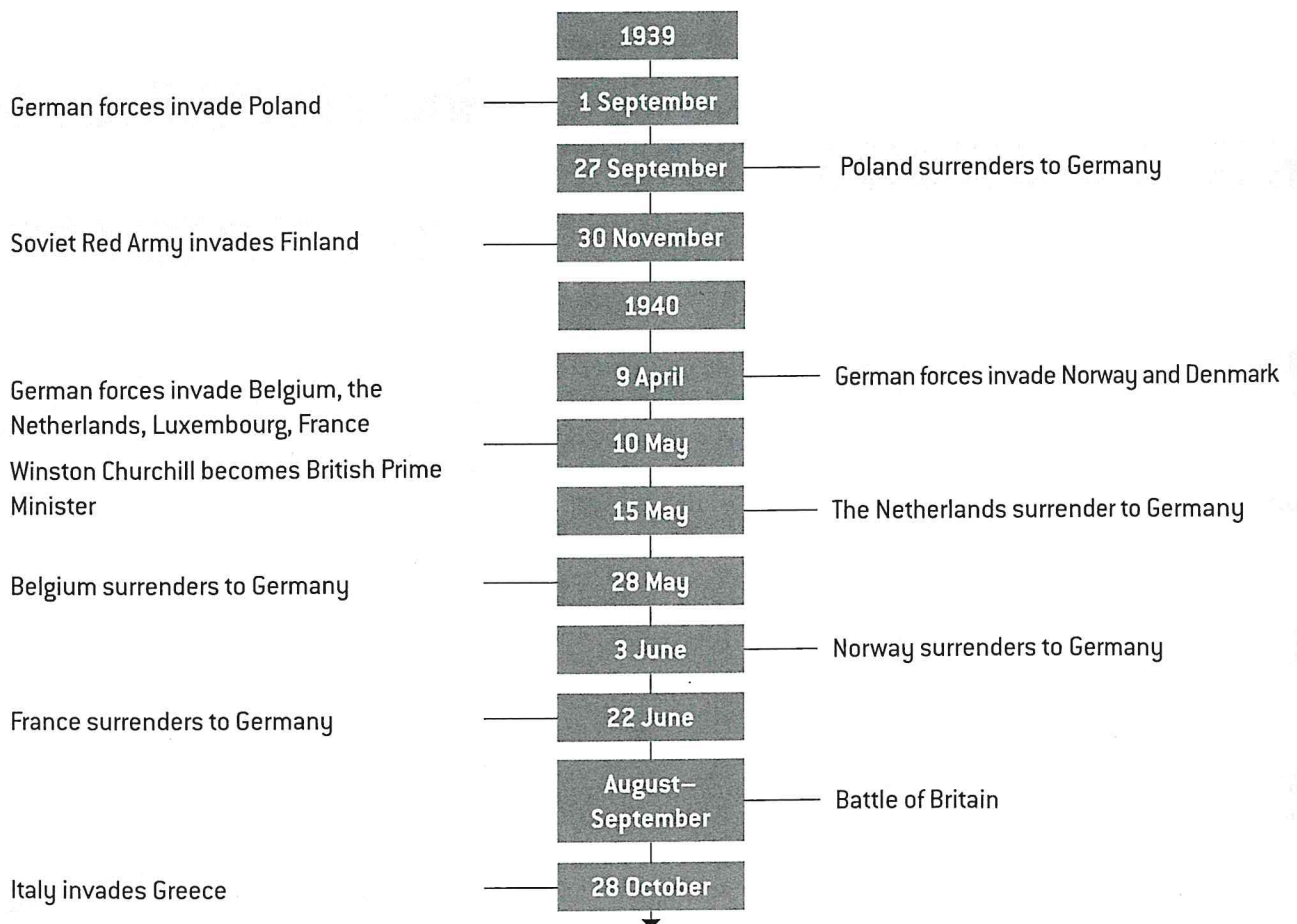 1939
German forces invade Poland
1 September
27 September
Poland surrenders to Germany
Soviet Red Army invades Finland
30 November
1940
9 April
German forces invade Norway and Denmark
German forces invade Belgium, the
Netherlands, Luxembourg, France
10 May
Winston Churchill becomes British Prime
Minister
15 May
The Netherlands surrender to Germany
Belgium surrenders to Germany
28 May
3 June
Norway surrenders to Germany
France surrenders to Germany
22 June
August–
September
Battle of Britain
Italy invades Greece
28 October